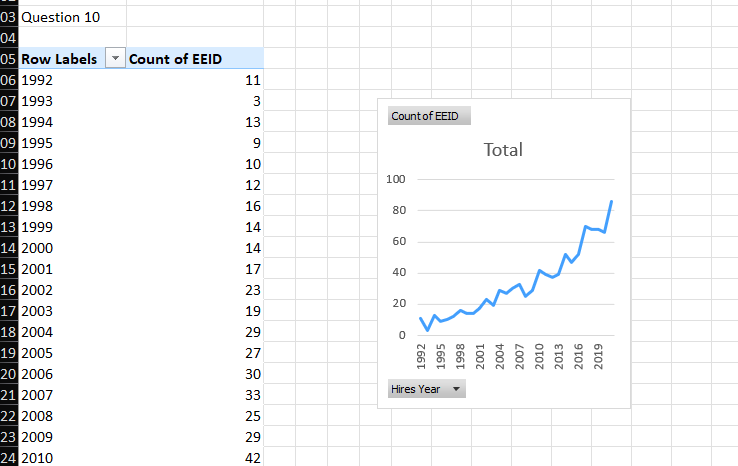 03 Question 10
04
05 Row Labels Count of EEID
06 1992 11
07 1993 3
08 1994 13
09 1995 9
10 1996 10
11 1997 12
12 1998 16
13 1999 14
14 2000 14
15 2001 17
16 2002 23
17 2003 19
18 2004 29
19 2005 27
20 2006 30
21 2007 33
22 2008 25
23 2009 29
24 2010 42
Count of EEID
Total
100
80
60
40
20
0
1992 1995 1998 2001 2004 2007 2010 2013 2016 2019
Hires Year